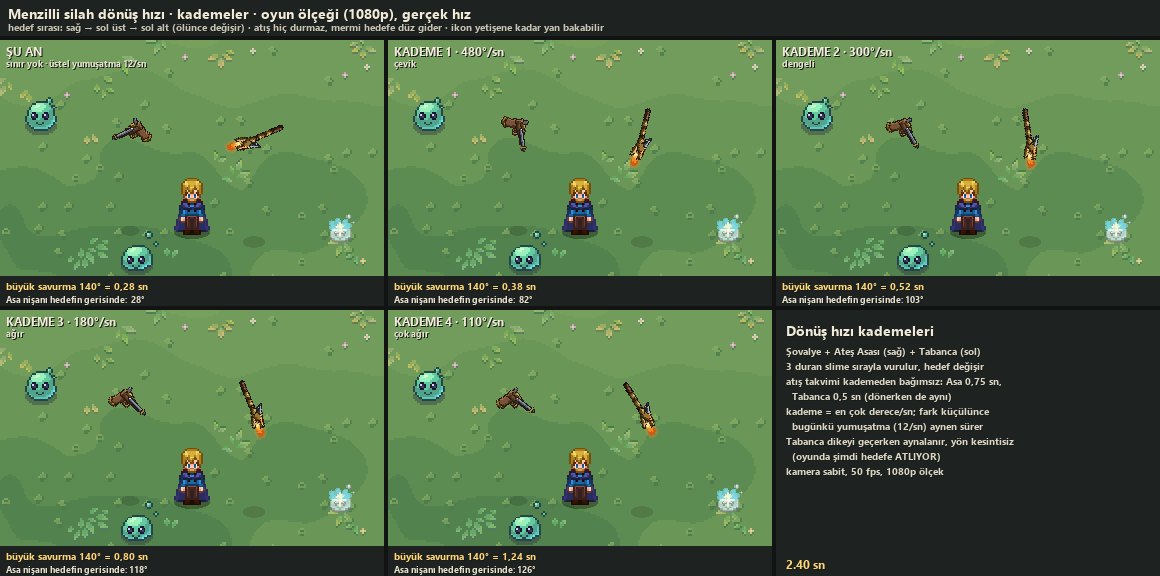 Menzilli silah dönüş hızı · kademeler · oyun ölçeği (1080p), gerçek hız
hedef sırası: sağ → sol üst → sol alt (ölünce değişir) · atış hiç durmaz, mermi hedefe düz gider · ikon yetişene kadar yan bakabilir
ŞU AN
sınır yok · üstel yumuşatma 12/sn
büyük savurma 140° = 0,28 sn
Asa nişanı hedefin gerisinde: 28°
KADEME 1 · 480°/sn
çevik
büyük savurma 140° = 0,38 sn
Asa nişanı hedefin gerisinde: 82°
KADEME 2 · 300°/sn
dengeli
büyük savurma 140° = 0,52 sn
Asa nişanı hedefin gerisinde: 103°
KADEME 3 · 180°/sn
ağır
büyük savurma 140° = 0,80 sn
Asa nişanı hedefin gerisinde: 118°
KADEME 4 · 110°/sn
çok ağır
büyük savurma 140° = 1,24 sn
Asa nişanı hedefin gerisinde: 126°
Dönüş hızı kademeleri
Şovalye + Ateş Asası (sağ) + Tabanca (sol)
3 duran slime sırayla vurulur, hedef değişir
atış takvimi kademeden bağımsız: Asa 0,75 sn,
Tabanca 0,5 sn (dönerken de aynı)
kademe = en çok derece/sn; fark küçülünce
bugünkü yumuşatma (12/sn) aynen sürer
Tabanca dikeyi geçerken aynalanır, yön kesintisiz
(oyunda şimdi hedefe ATLIYOR)
kamera sabit, 50 fps, 1080p ölçek
2.40 sn